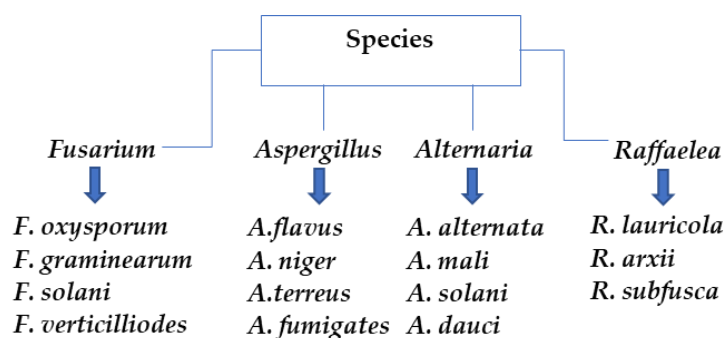 Species
Fusarium
F. oxysporum
F. graminearum
F. solani
F. verticilliodes
Aspergillus
A.flavus
A. niger
A.terreus
A. fumigates
Alternaria
A. alternata
A. mali
A. solani
A. dauci
Raffaelea
R. lauricola
R. arxii
R. subfusca